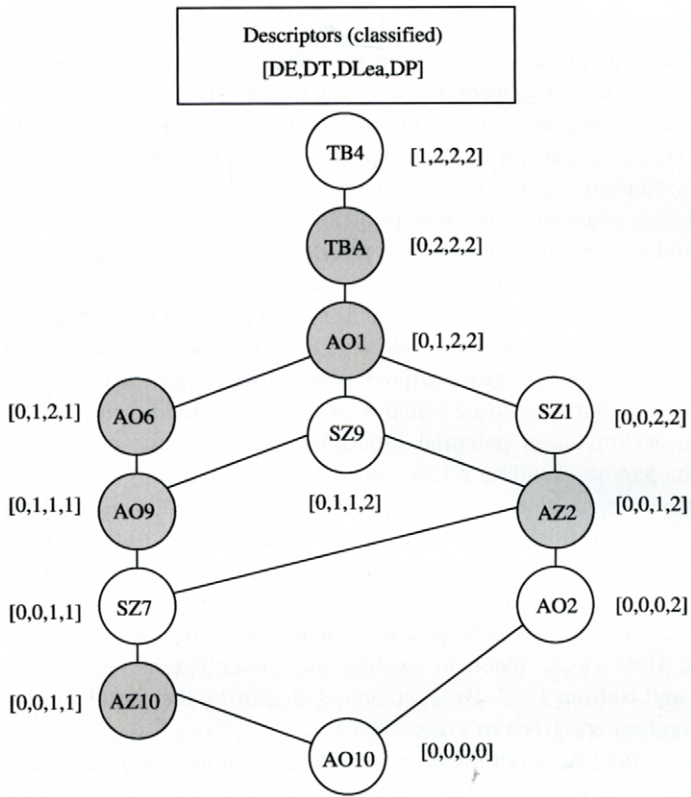 Descriptors (classified)
[DE,DT,DLea,DP]
TB4 [1,2,2,2]
TBA [0,2,2,2]
AO1 [0,1,2,2]
[0,1,2,1] AO6 SZ9 SZ1 [0,0,2,2]
[0,1,1,1] AO9 [0,1,1,2] AZ2 [0,0,1,2]
[0,0,1,1] SZ7 AO2 [0,0,0,2]
[0,0,1,1] AZ10
AO10 [0,0,0,0]